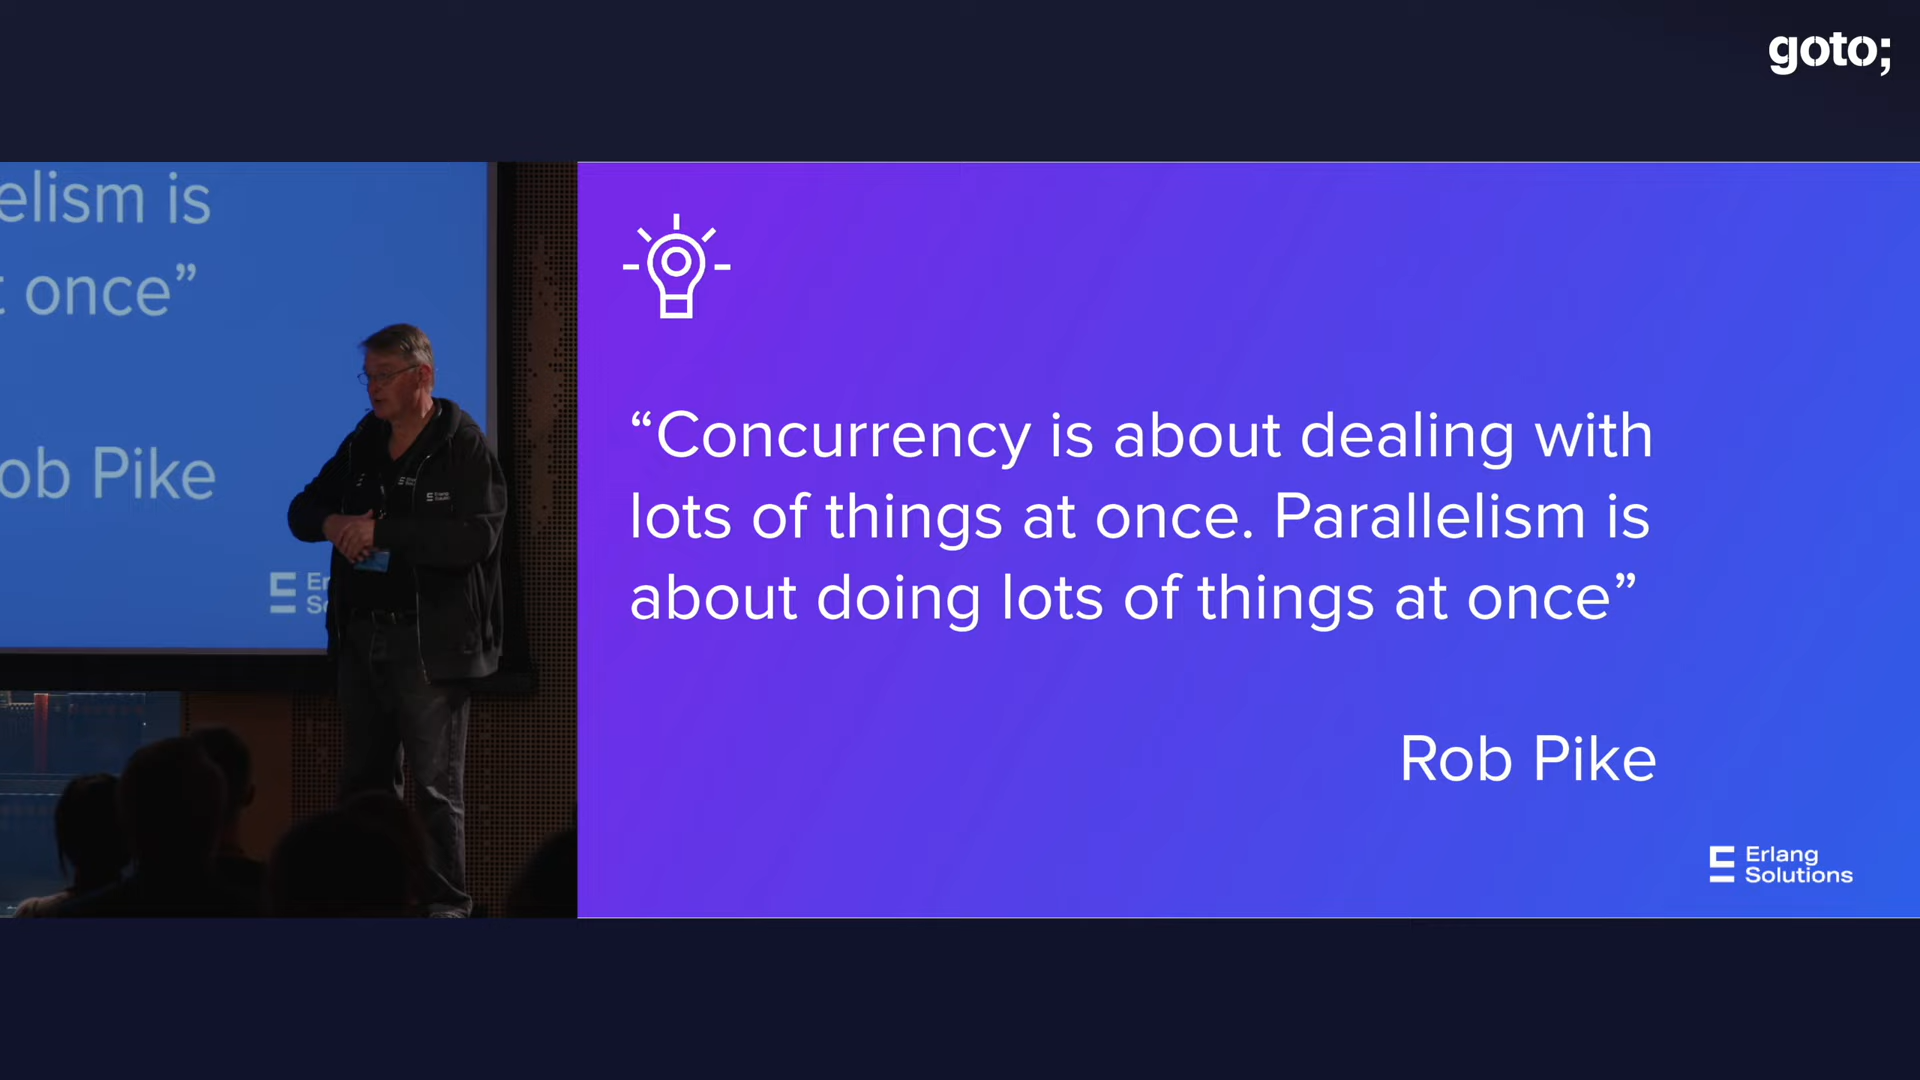 goto;
elism is
t once”
ob Pike
“Concurrency is about dealing with
lots of things at once. Parallelism is
about doing lots of things at once”
Rob Pike
Erlang
Solutions